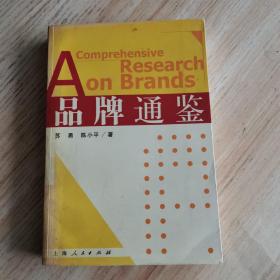 A Comprehensive
Research
on Brands
品牌通鉴
苏勇 陈小平/著
上海人民出版社